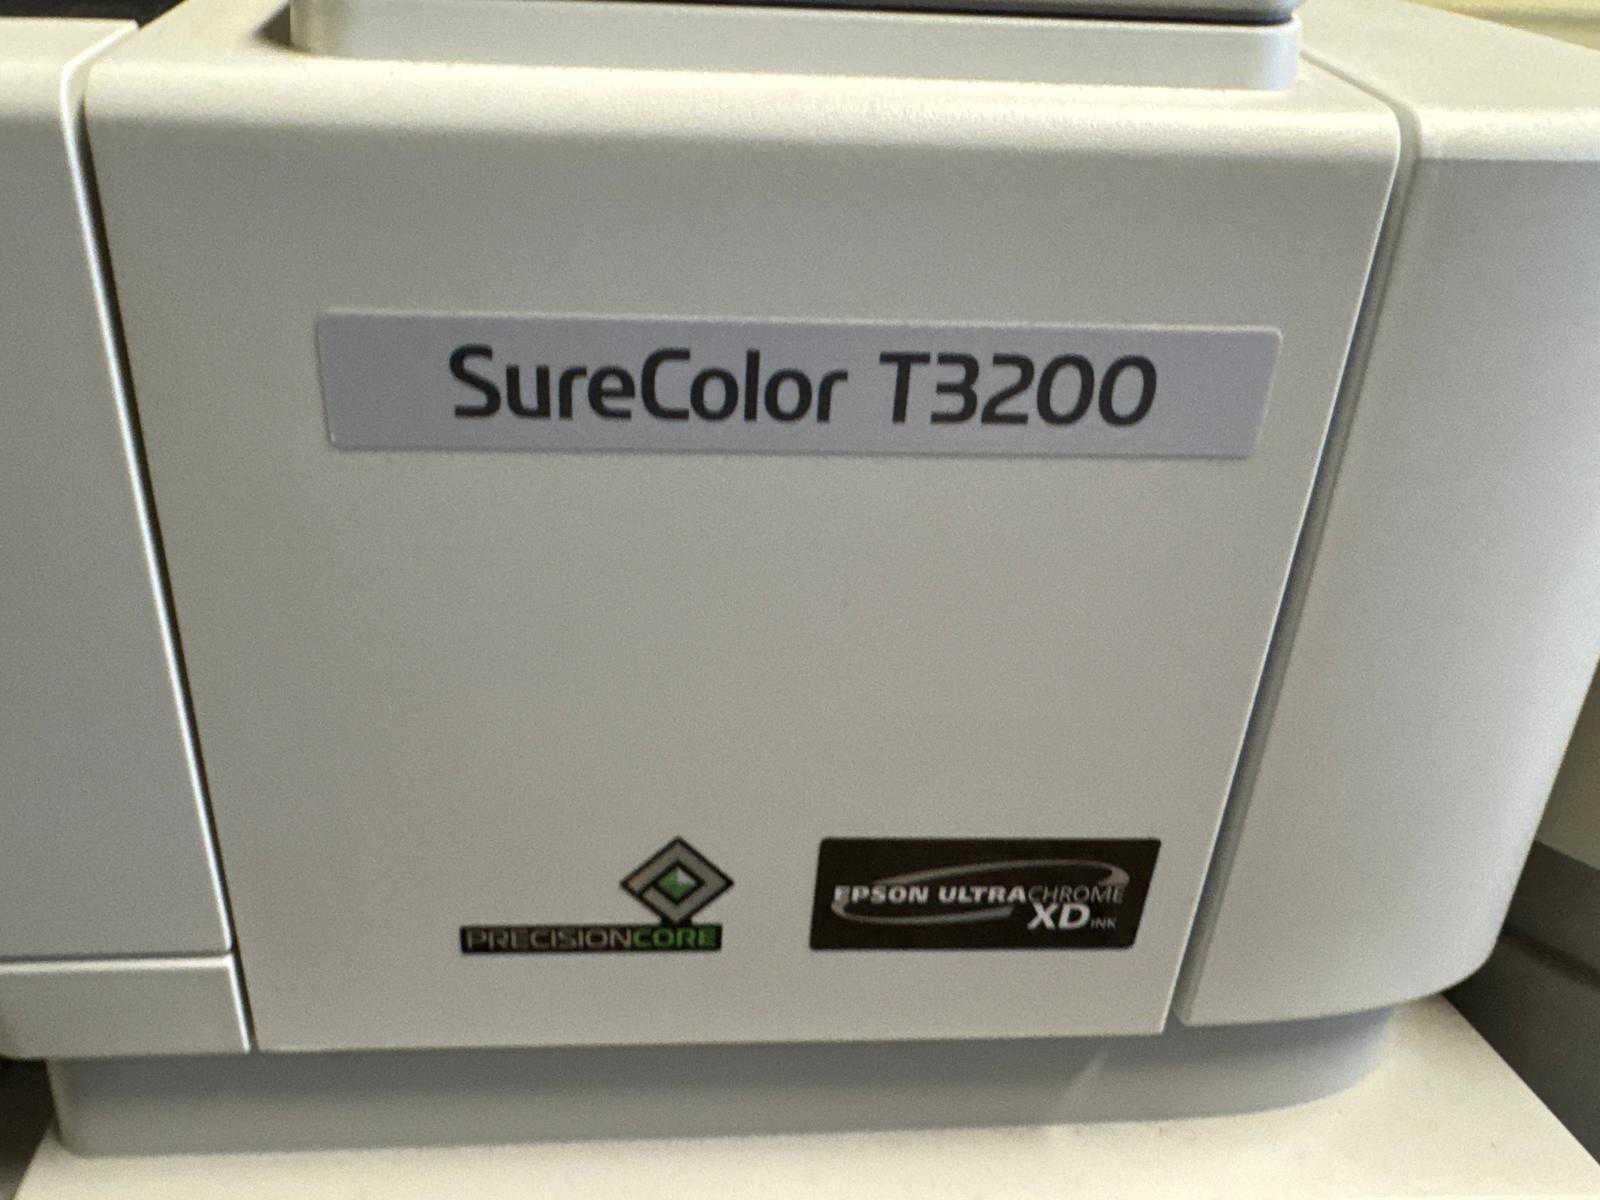 SureColor T3200
PRECISIONCORE
EPSON ULTRACHROME
XD INK